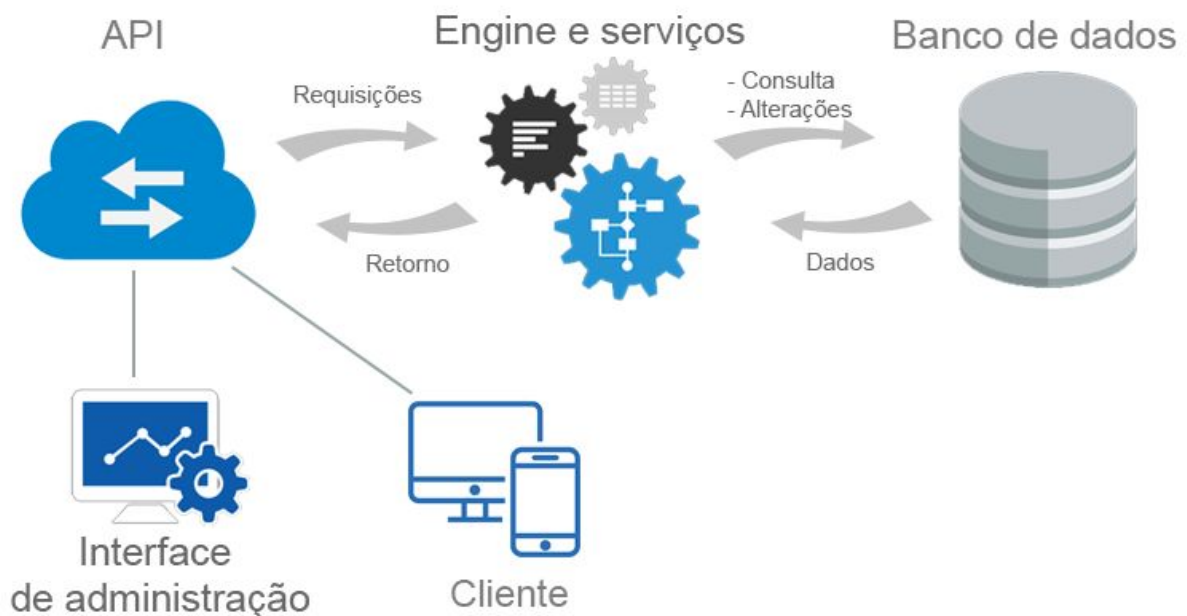 API
Engine e serviços
Banco de dados
Requisições
- Consulta
- Alterações
Retorno
Dados
Interface
de administração
Cliente